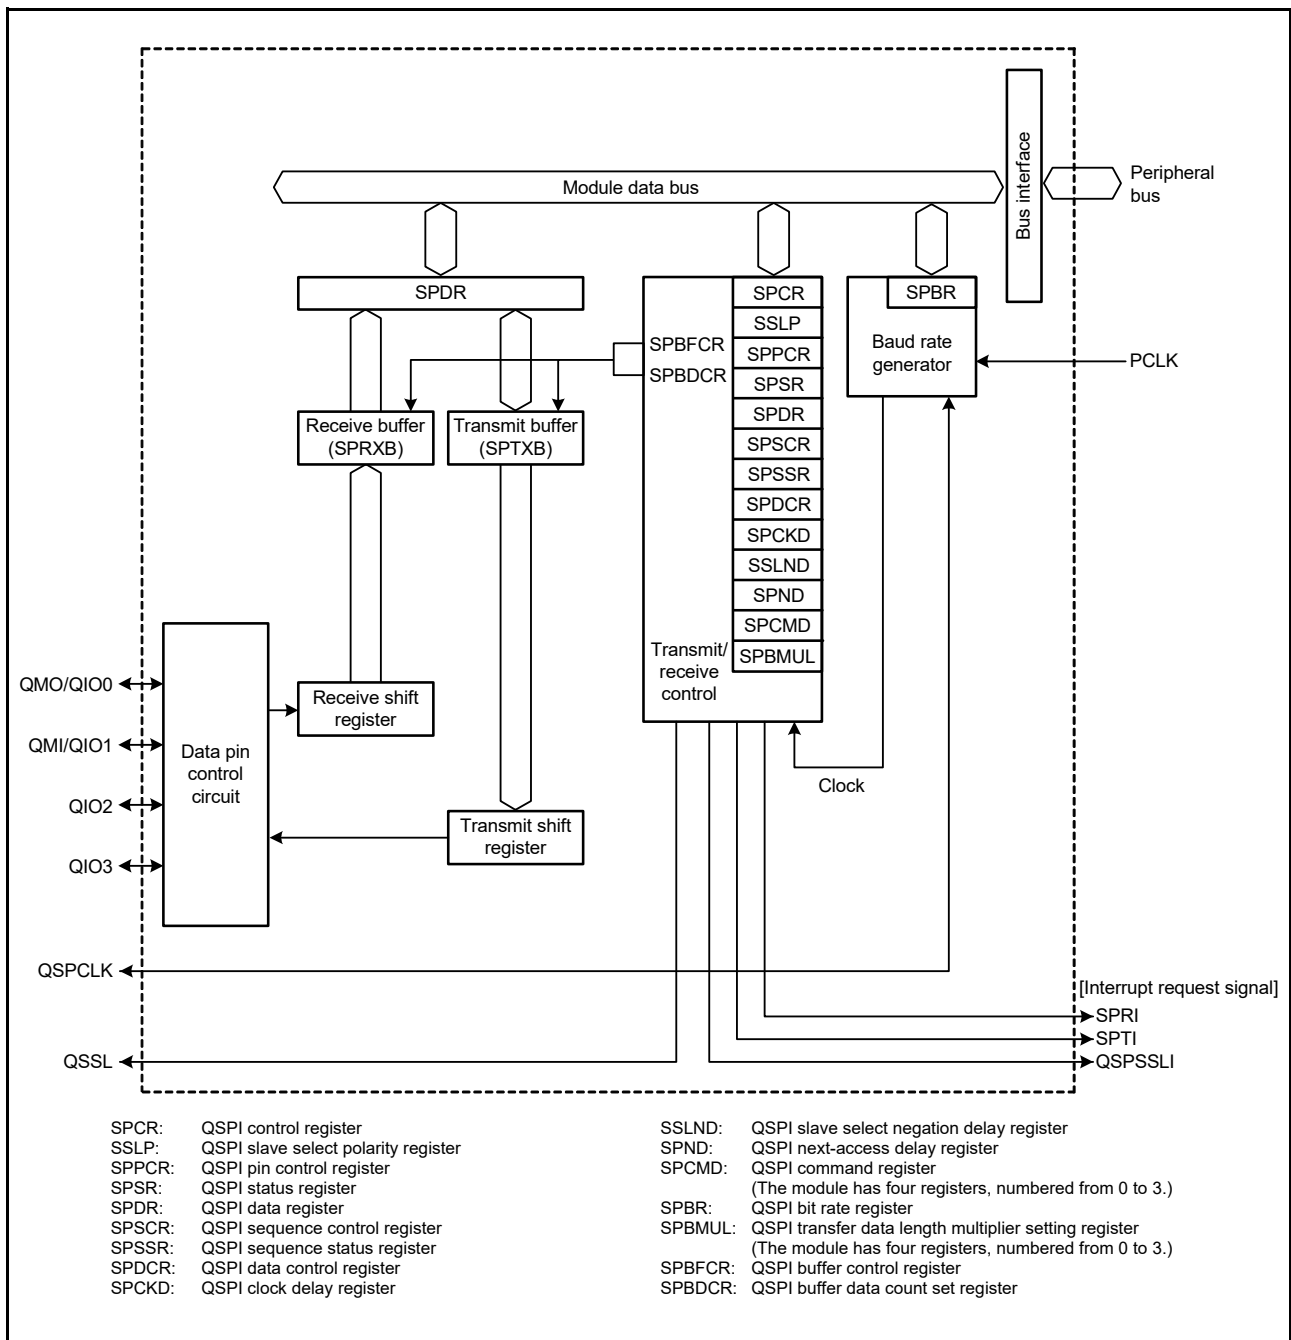 Module data bus
Bus interface
Peripheral
bus
SPDR
SPBFCR
SPBDCR
SPCR
SSLP
SPPCR
SPSR
SPDR
SPSCR
SPSSR
SPDCR
SPCKD
SSLND
SPND
SPCMD
SPBMUL
Transmit/
receive
control
SPBR
Baud rate
generator
PCLK
Receive buffer
(SPRXB)
Transmit buffer
(SPTXB)
Receive shift
register
Transmit shift
register
Clock
QMO/QIO0
QMI/QIO1
QIO2
QIO3
Data pin
control
circuit
QSPCLK
QSSL
[Interrupt request signal]
SPRI
SPTI
QSPSSLI
SPCR: QSPI control register
SSLP: QSPI slave select polarity register
SPPCR: QSPI pin control register
SPSR: QSPI status register
SPDR: QSPI data register
SPSCR: QSPI sequence control register
SPSSR: QSPI sequence status register
SPDCR: QSPI data control register
SPCKD: QSPI clock delay register
SSLND: QSPI slave select negation delay register
SPND: QSPI next-access delay register
SPCMD: QSPI command register
(The module has four registers, numbered from 0 to 3.)
SPBR: QSPI bit rate register
SPBMUL: QSPI transfer data length multiplier setting register
(The module has four registers, numbered from 0 to 3.)
SPBFCR: QSPI buffer control register
SPBDCR: QSPI buffer data count set register